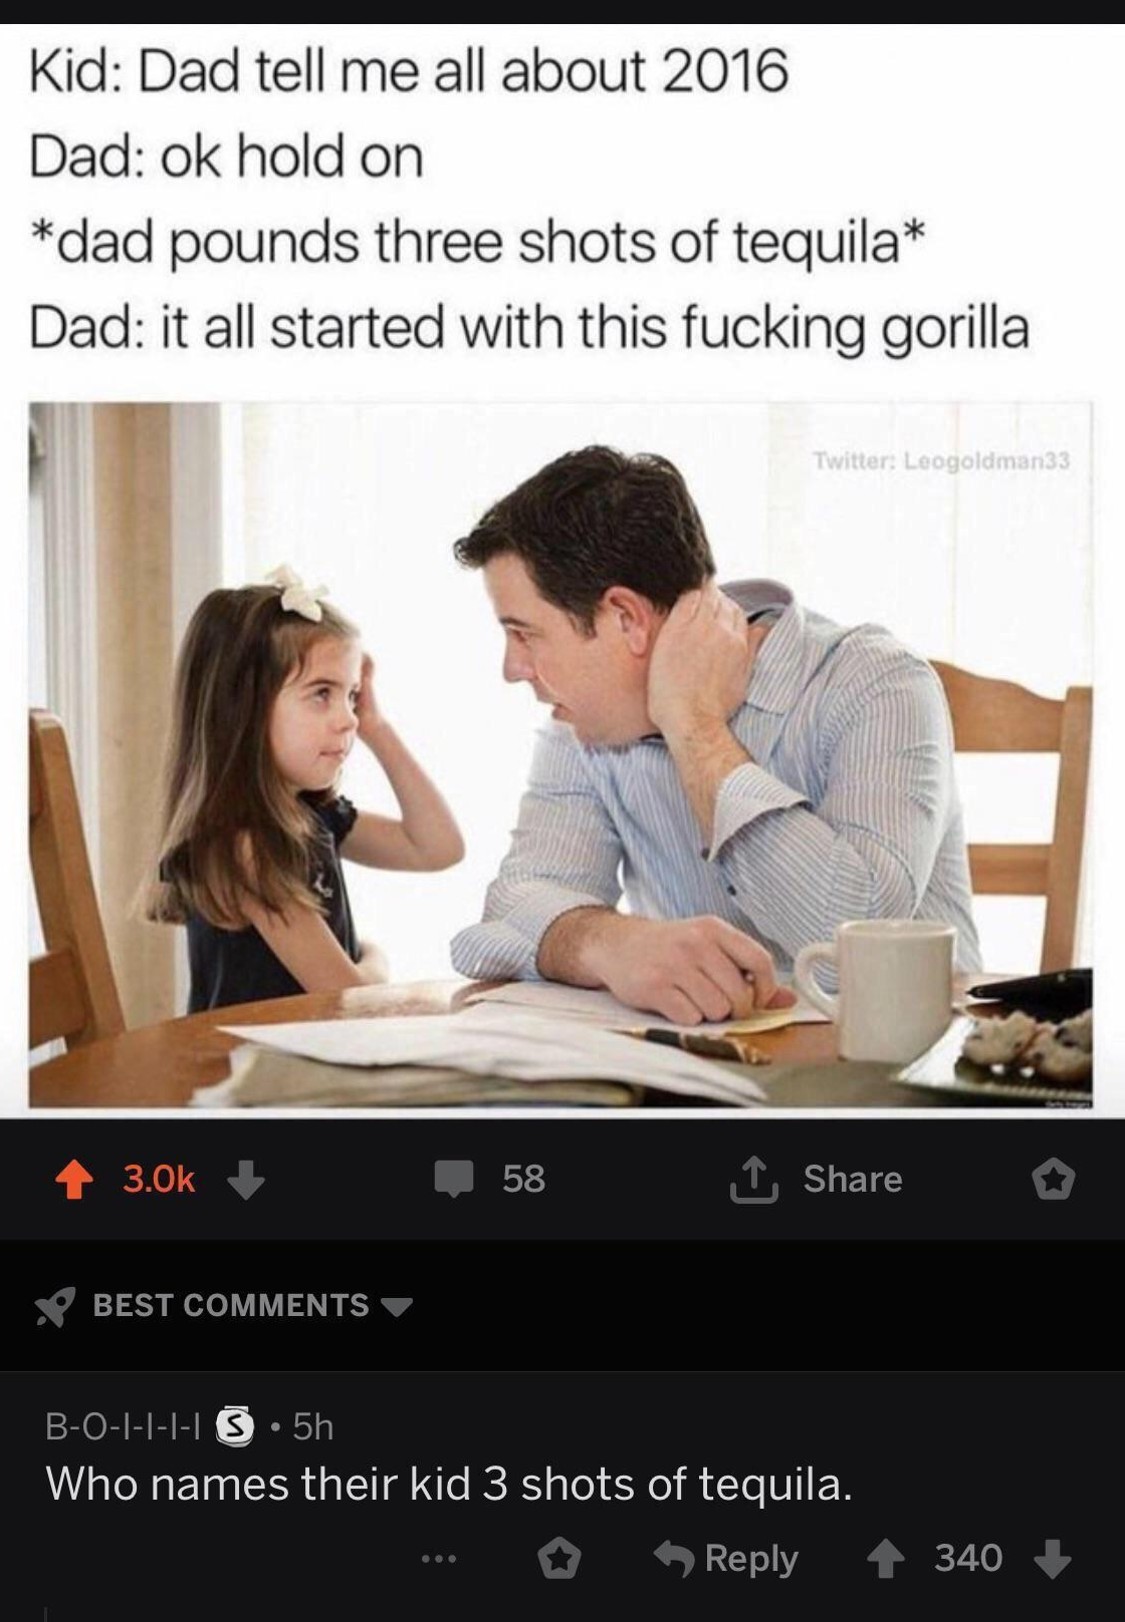 Kid: Dad tell me all about 2016
Dad: ok hold on
*dad pounds three shots of tequila*
Dad: it all started with this fucking gorilla
Twitter: Leogoldman33
3.0k
58
Share
BEST COMMENTS
B-O-I-I-I-I S • 5h
Who names their kid 3 shots of tequila.
... Reply 340